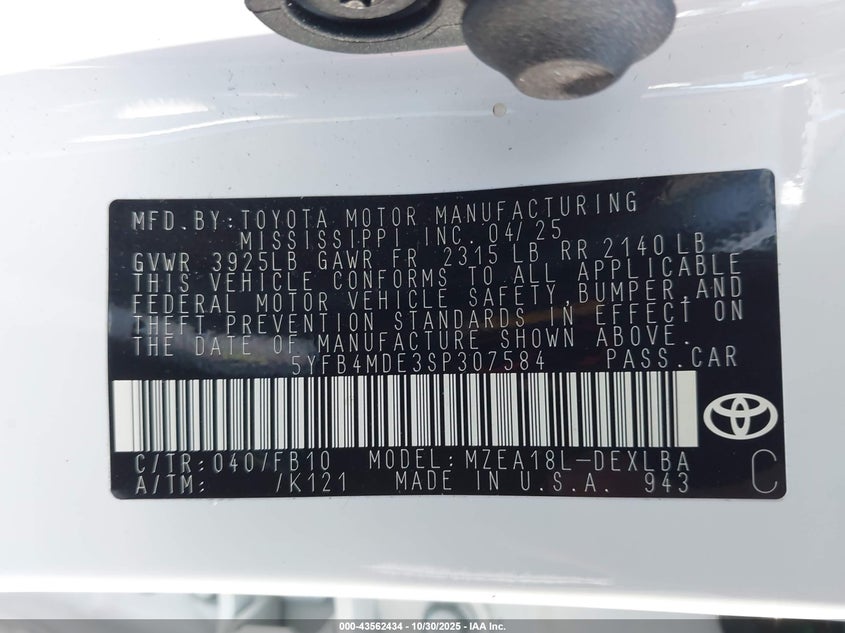 MFD. BY: TOYOTA MOTOR MANUFACTURING
MISSISSIPPI INC. 04/25
GVWR 3925LB GAWR FR 2315 LB RR 2140 LB
THIS VEHICLE CONFORMS TO ALL APPLICABLE
FEDERAL MOTOR VEHICLE SAFETY, BUMPER, AND
THEFT PREVENTION STANDARDS IN EFFECT ON
THE DATE OF MANUFACTURE SHOWN ABOVE.
5YFB4MDE3SP307584 PASS. CAR
C/TR: 040/FB10 MODEL: MZEA18L-DEXLBA
A/TM: /K121 MADE IN U.S.A. 943 C
000-43562434 - 10/30/2025 - IAA Inc.